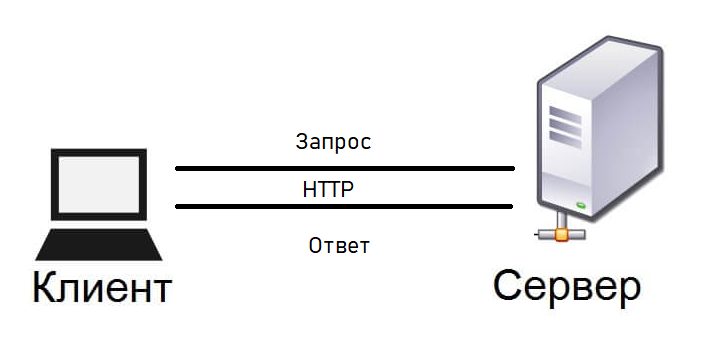 Запрос
HTTP
Ответ
Клиент
Сервер